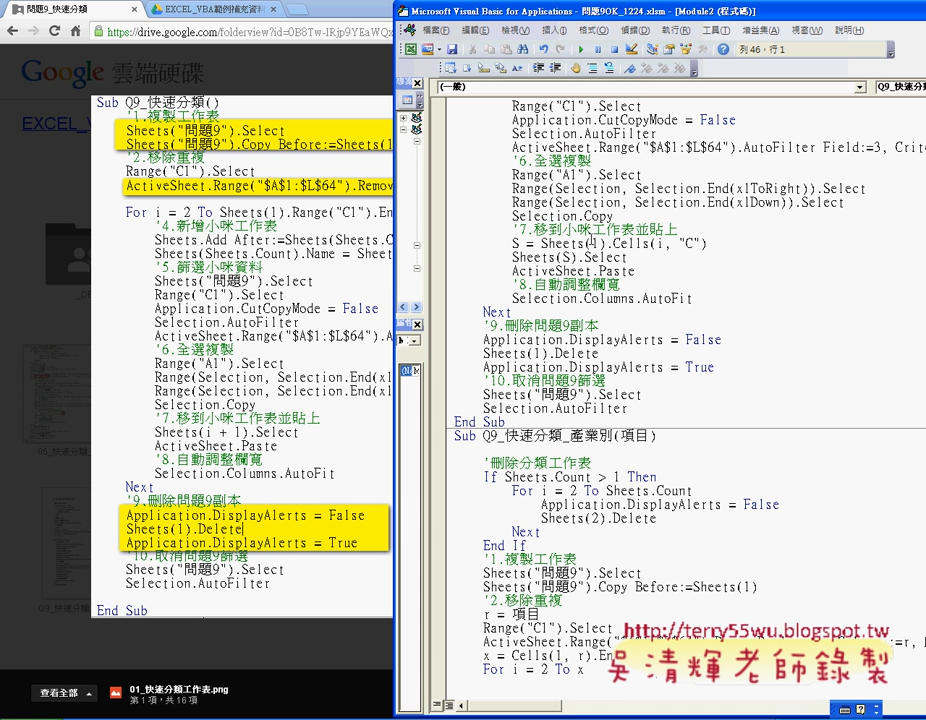 問題9_快速分類
EXCEL_VBA範例補充資料
https://drive.google.com/folderview?id=0B8Tw-IRjp9YEaWQx
Google 雲端硬碟
EXCEL_V
Sub Q9_快速分類()
'1.複製工作表
Sheets("問題9").Select
Sheets("問題9").Copy Before:=Sheets(1
'2.移除重複
Range("C1").Select
ActiveSheet.Range("$A$1:$L$64").Remov
For i = 2 To Sheets(1).Range("C1").En
'4.新增小咪工作表
Sheets.Add After:=Sheets(Sheets.C
Sheets(Sheets.Count).Name = Sheet
'5.篩選小咪資料
Sheets("問題9").Select
Range("C1").Select
Application.CutCopyMode = False
Selection.AutoFilter
ActiveSheet.Range("$A$1:$L$64").A
'6.全選複製
Range("A1").Select
Range(Selection, Selection.End(xl
Range(Selection, Selection.End(xl
Selection.Copy
'7.移到小咪工作表並貼上
Sheets(i + 1).Select
ActiveSheet.Paste
'8.自動調整欄寬
Selection.Columns.AutoFit
Next
'9.刪除問題9副本
Application.DisplayAlerts = False
Sheets(1).Delete
Application.DisplayAlerts = True
'10.取消問題9篩選
Sheets("問題9").Select
Selection.AutoFilter
End Sub
查看全部
01_快速分類工作表.png
第 1 項，共 16 項
Microsoft Visual Basic for Applications - 問題9OK_1224.xlsm - [Module2 (程式碼)]
檔案(F) 編輯(E) 檢視(V) 插入(I) 格式(O) 偵錯(D) 執行(R) 工具(T) 增益集(A) 視窗(W) 說明(H)
列 46，行 1
(一般)
Q9_快速分
Range("C1").Select
Application.CutCopyMode = False
Selection.AutoFilter
ActiveSheet.Range("$A$1:$L$64").AutoFilter Field:=3, Crit
'6.全選複製
Range("A1").Select
Range(Selection, Selection.End(xlToRight)).Select
Range(Selection, Selection.End(xlDown)).Select
Selection.Copy
'7.移到小咪工作表並貼上
S = Sheets(1).Cells(i, "C")
Sheets(S).Select
ActiveSheet.Paste
'8.自動調整欄寬
Selection.Columns.AutoFit
Next
'9.刪除問題9副本
Application.DisplayAlerts = False
Sheets(1).Delete
Application.DisplayAlerts = True
'10.取消問題9篩選
Sheets("問題9").Select
Selection.AutoFilter
End Sub
Sub Q9_快速分類_產業別(項目)
'刪除分類工作表
If Sheets.Count > 1 Then
For i = 2 To Sheets.Count
Application.DisplayAlerts = False
Sheets(2).Delete
Next
End If
'1.複製工作表
Sheets("問題9").Select
Sheets("問題9").Copy Before:=Sheets(1)
'2.移除重複
r = 項目
Range("C1").Select
x = Cells(1, r).En
For i = 2 To x
http://terry55wu.blogspot.tw
吳清輝老師錄製